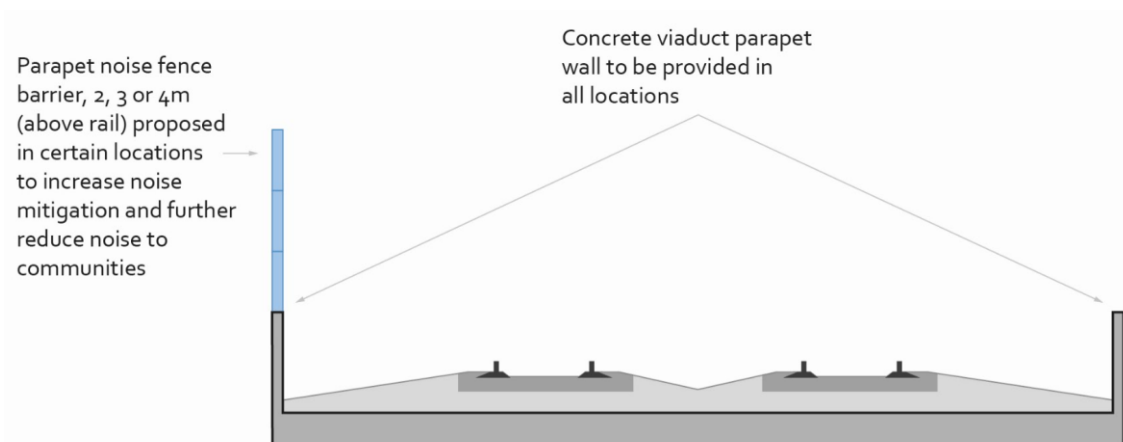 Parapet noise fence
barrier, 2, 3 or 4m
(above rail) proposed
in certain locations
to increase noise
mitigation and further
reduce noise to
communities
Concrete viaduct parapet
wall to be provided in
all locations